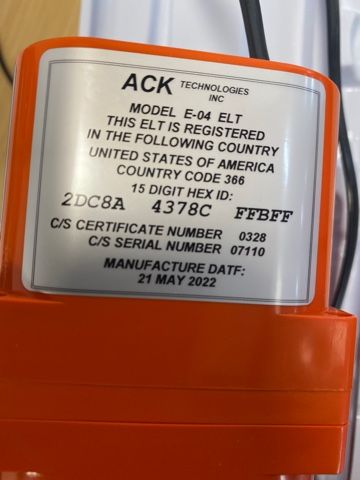 ACK TECHNOLOGIES INC
MODEL E-04 ELT
THIS ELT IS REGISTERED
IN THE FOLLOWING COUNTRY
UNITED STATES OF AMERICA
COUNTRY CODE 366
15 DIGIT HEX ID:
2DC8A 4378C FFBFF
C/S CERTIFICATE NUMBER 0328
C/S SERIAL NUMBER 07110
MANUFACTURE DATE:
21 MAY 2022